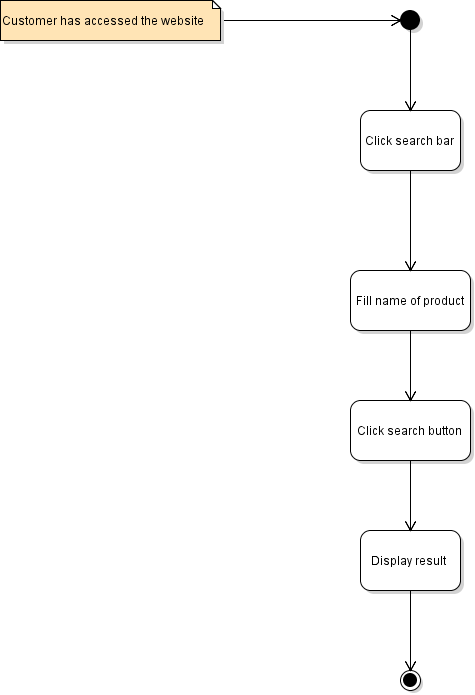 Customer has accessed the website
Click search bar
Fill name of product
Click search button
Display result